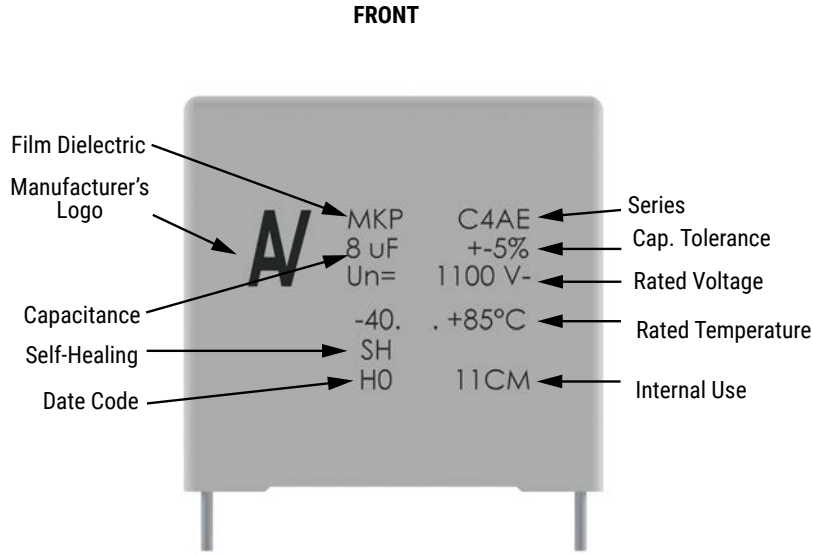 FRONT
Film Dielectric
Manufacturer's
Logo
Capacitance
Self-Healing
Date Code
AV
MKP C4AE
8 uF +-5%
Un= 1100 V-
-40. . +85°C
SH
H0 11CM
Series
Cap. Tolerance
Rated Voltage
Rated Temperature
Internal Use